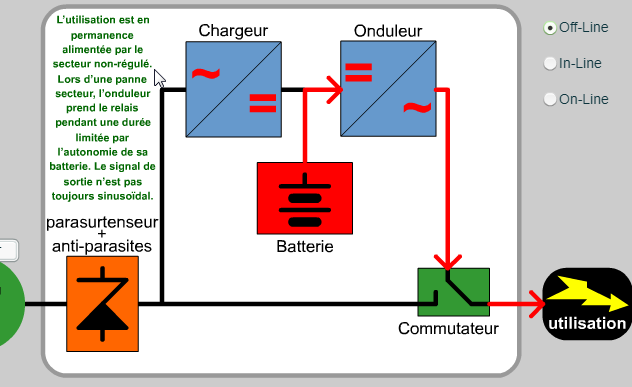 L'utilisation est en
permanence
alimentée par le
secteur non-régulé.
Lors d'une panne
secteur, l'onduleur
prend le relais
pendant une durée
limitée par
l'autonomie de sa
batterie. Le signal de
sortie n'est pas
toujours sinusoïdal.
Chargeur
Onduleur
Off-Line
In-Line
On-Line
Batterie
parasurtenseur
+
anti-parasites
Commutateur
utilisation